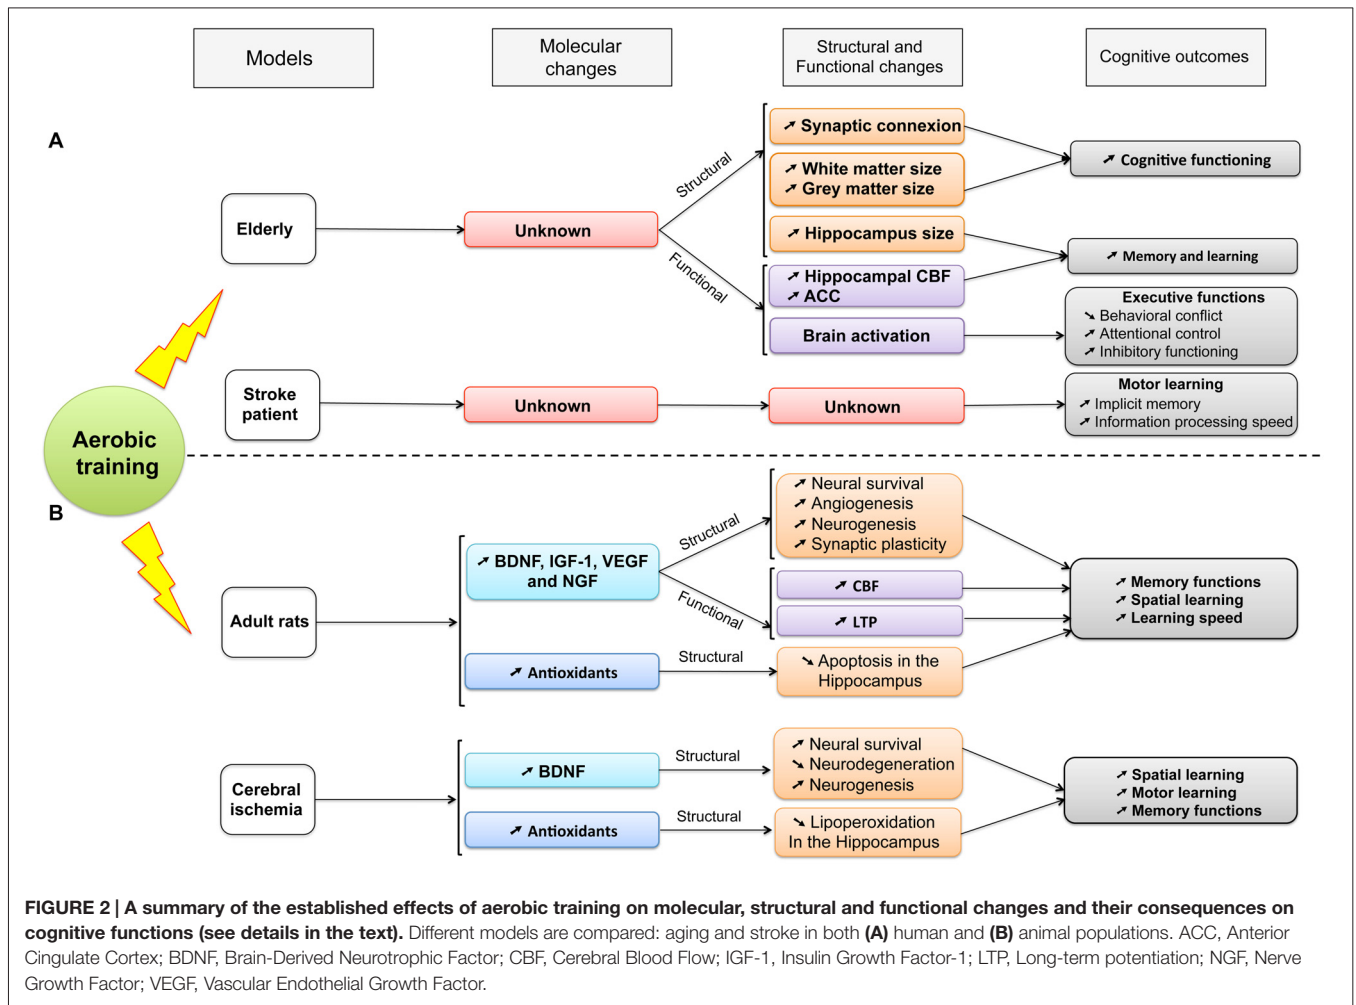 Models
Molecular
changes
Structural and
Functional changes
Cognitive outcomes
A
Elderly
Unknown
Structural
Functional
➚ Synaptic connexion
➚ White matter size
➚ Grey matter size
➚ Hippocampus size
➚ Hippocampal CBF
➚ ACC
Brain activation
➚ Cognitive functioning
➚ Memory and learning
Executive functions
➘ Behavioral conflict
➚ Attentional control
➚ Inhibitory functioning
Stroke
patient
Unknown
Unknown
Motor learning
➚ Implicit memory
➚ Information processing speed
Aerobic
training
B
Adult rats
➚ BDNF, IGF-1, VEGF
and NGF
Structural
Functional
➚ Neural survival
➚ Angiogenesis
➚ Neurogenesis
➚ Synaptic plasticity
➚ CBF
➚ LTP
➚ Antioxidants
Structural
➘ Apoptosis in the
Hippocampus
➚ Memory functions
➚ Spatial learning
➚ Learning speed
Cerebral
ischemia
➚ BDNF
Structural
➚ Neural survival
➘ Neurodegeneration
➚ Neurogenesis
➚ Antioxidants
Structural
➘ Lipoperoxidation
In the Hippocampus
➚ Spatial learning
➚ Motor learning
➚ Memory functions
FIGURE 2 | A summary of the established effects of aerobic training on molecular, structural and functional changes and their consequences on
cognitive functions (see details in the text). Different models are compared: aging and stroke in both (A) human and (B) animal populations. ACC, Anterior
Cingulate Cortex; BDNF, Brain-Derived Neurotrophic Factor; CBF, Cerebral Blood Flow; IGF-1, Insulin Growth Factor-1; LTP, Long-term potentiation; NGF, Nerve
Growth Factor; VEGF, Vascular Endothelial Growth Factor.